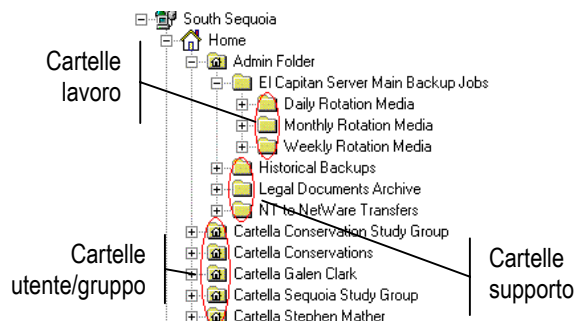 South Sequoia
Home
Admin Folder
El Capitan Server Main Backup Jobs
Daily Rotation Media
Monthly Rotation Media
Weekly Rotation Media
Historical Backups
Legal Documents Archive
NT to NetWare Transfers
Cartella Conservation Study Group
Cartella Conservations
Cartella Galen Clark
Cartella Sequoia Study Group
Cartella Stephen Mather
Cartelle
lavoro
Cartelle
utente/gruppo
Cartelle
supporto